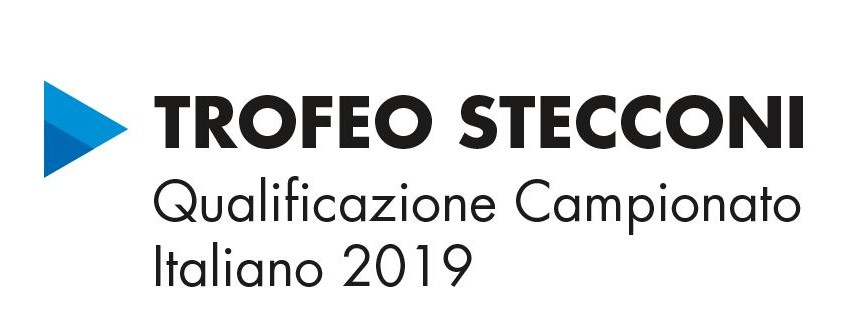 TROFEO STECCONI
Qualificazione Campionato
Italiano 2019